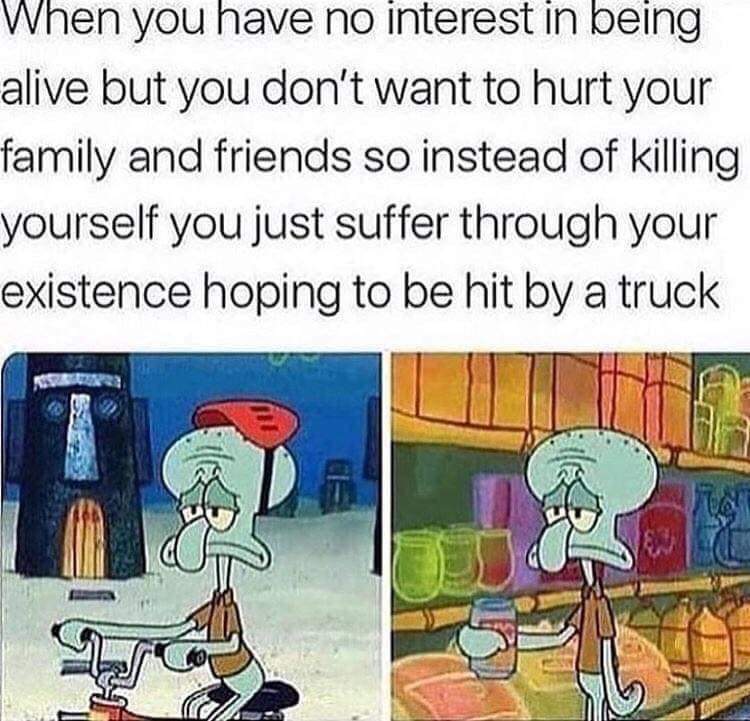 When you have no interest in being
alive but you don't want to hurt your
family and friends so instead of killing
yourself you just suffer through your
existence hoping to be hit by a truck